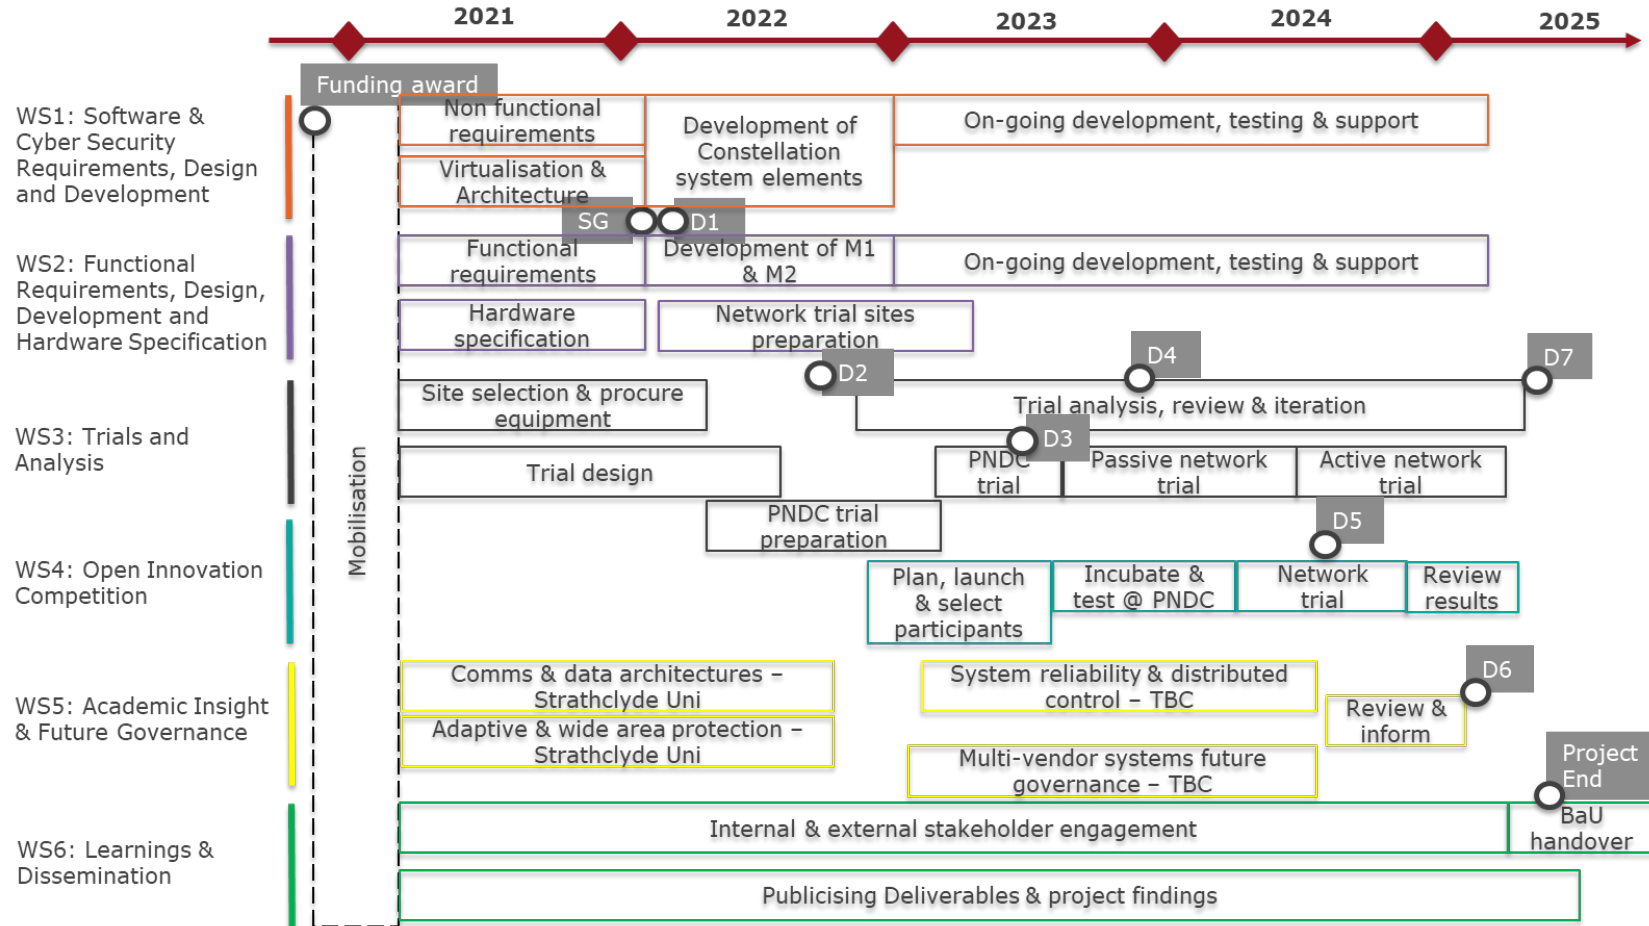 2021
2022
2023
2024
2025
Funding award
WS1: Software &
Cyber Security
Requirements, Design
and Development
Non functional
requirements
Virtualisation &
Architecture
Development of
Constellation
system elements
On-going development, testing & support
SG
D1
WS2: Functional
Requirements, Design,
Development and
Hardware Specification
Functional
requirements
Development of M1
& M2
On-going development, testing & support
Hardware
specification
Network trial sites
preparation
D2
D4
D7
WS3: Trials and
Analysis
Site selection & procure
equipment
Trial analysis, review & iteration
D3
Trial design
PNDC
trial
Passive network
trial
Active network
trial
PNDC trial
preparation
Mobilisation
D5
WS4: Open Innovation
Competition
Plan, launch
& select
participants
Incubate &
test @ PNDC
Network
trial
Review
results
WS5: Academic Insight
& Future Governance
Comms & data architectures –
Strathclyde Uni
Adaptive & wide area protection –
Strathclyde Uni
System reliability & distributed
control – TBC
Multi-vendor systems future
governance – TBC
Review &
inform
D6
Project
End
WS6: Learnings &
Dissemination
Internal & external stakeholder engagement
BaU
handover
Publicising Deliverables & project findings